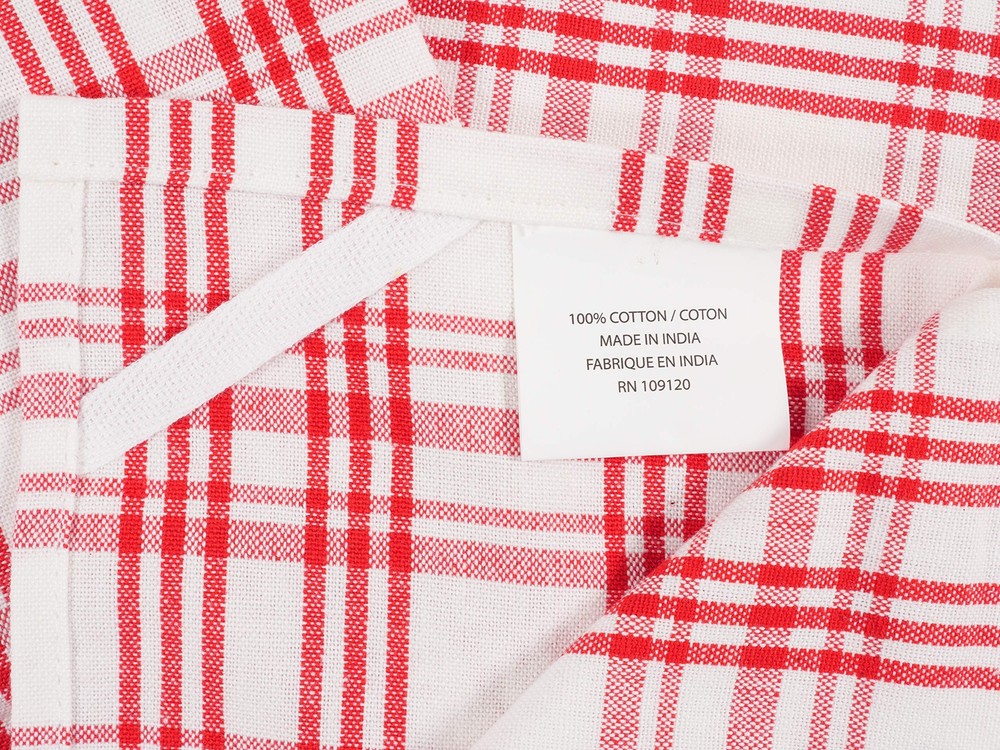 100% COTTON / COTON
MADE IN INDIA
FABRIQUE EN INDIA
RN 109120